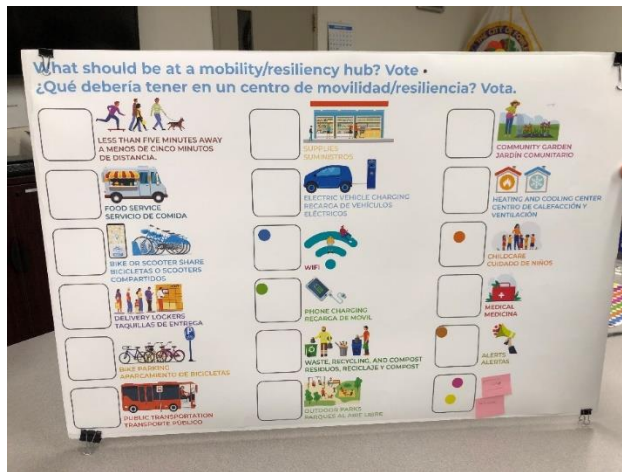 What should be at a mobility/resiliency hub? Vote
¿Qué debería tener en un centro de movilidad/resiliencia? Vota.
LESS THAN FIVE MINUTES AWAY
A MENOS DE CINCO MINUTOS
DE DISTANCIA.
FOOD SERVICE
SERVICIO DE COMIDA
BIKE OR SCOOTER SHARE
BICICLETAS O SCOOTERS
COMPARTIDOS
DELIVERY LOCKERS
TAQUILLAS DE ENTREGA
BIKE PARKING
APARCAMIENTO DE BICICLETAS
PUBLIC TRANSPORTATION
TRANSPORTE PÚBLICO
SUPPLIES
SUMINISTROS
ELECTRIC VEHICLE CHARGING
RECARGA DE VEHÍCULOS
ELÉCTRICOS
WIFI
PHONE CHARGING
RECARGA DE MÓVIL
WASTE, RECYCLING, AND COMPOST
RESIDUOS, RECICLAJE Y COMPOST
OUTDOOR PARKS
PARQUES AL AIRE LIBRE
COMMUNITY GARDEN
JARDÍN COMUNITARIO
HEATING AND COOLING CENTER
CENTRO DE CALEFACCIÓN Y
VENTILACIÓN
CHILDCARE
CUIDADO DE NIÑOS
MEDICAL
MEDICINA
ALERTS
ALERTAS